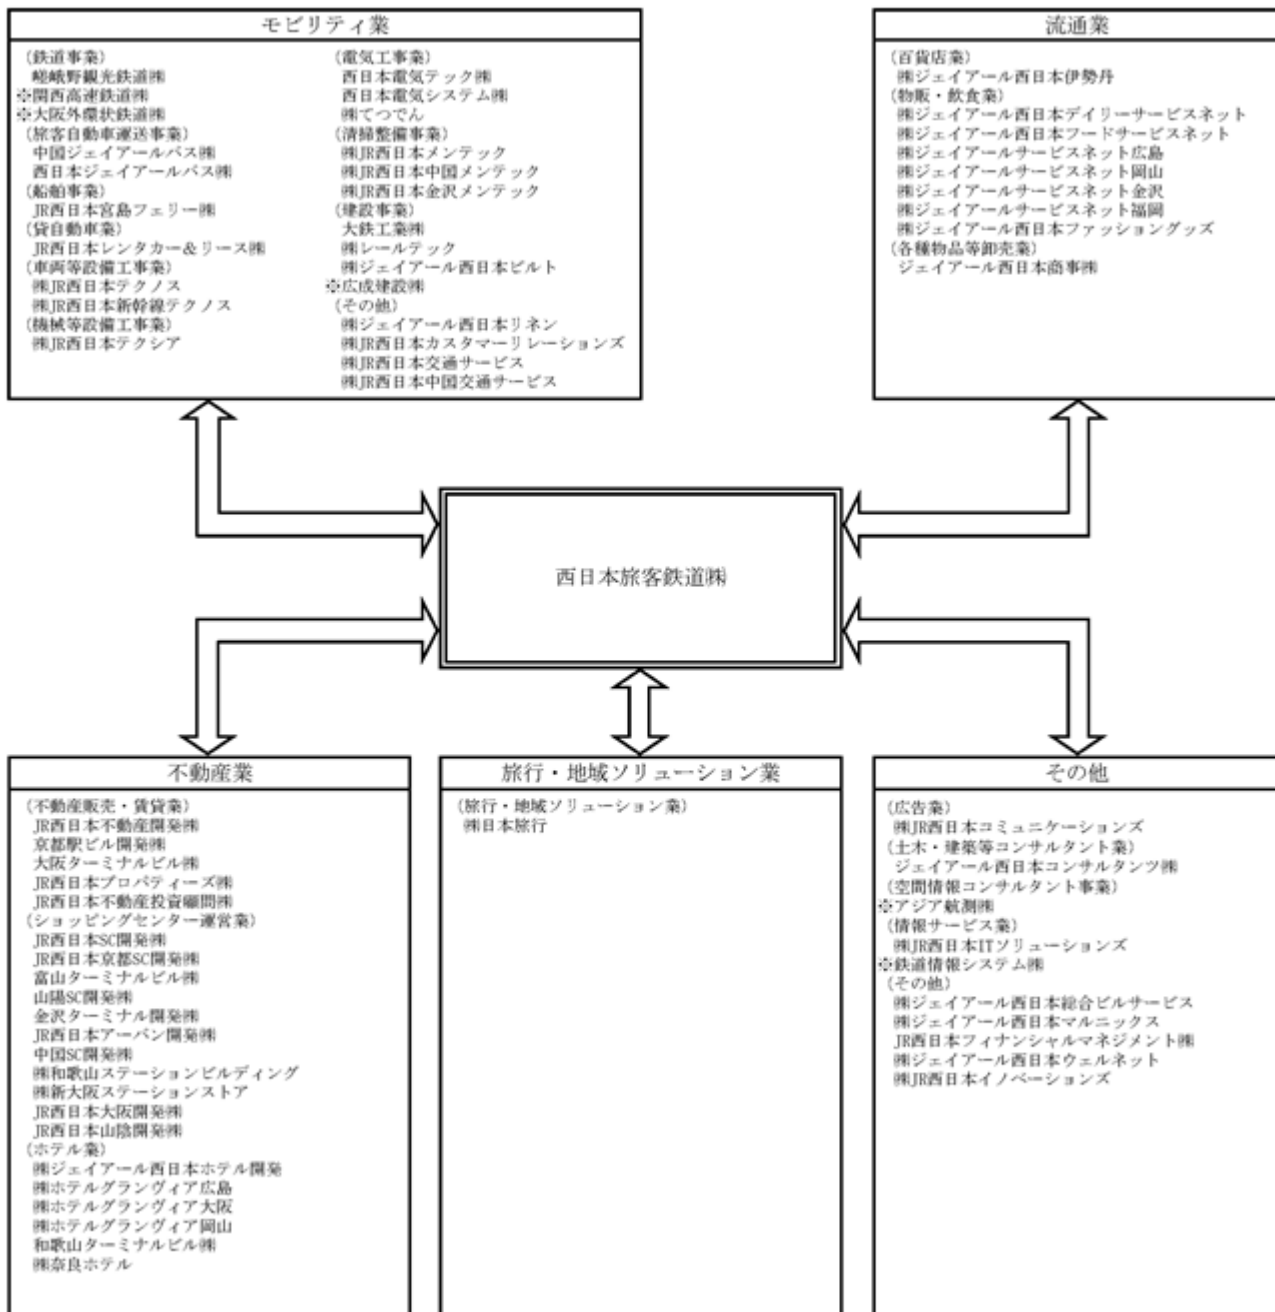 モビリティ業
(鉄道事業)
嵯峨野観光鉄道㈱
※関西高速鉄道㈱
※大阪外環状鉄道㈱
(旅客自動車運送事業)
中国ジェイアールバス㈱
西日本ジェイアールバス㈱
(船舶事業)
JR西日本宮島フェリー㈱
(貸自動車業)
JR西日本レンタカー＆リース㈱
(車両等設備工事業)
㈱JR西日本テクノス
㈱JR西日本新幹線テクノス
(機械等設備工事業)
㈱JR西日本テクシア
(電気工事業)
西日本電気テック㈱
西日本電気システム㈱
㈱てつでん
(清掃整備事業)
㈱JR西日本メンテック
㈱JR西日本中国メンテック
㈱JR西日本金沢メンテック
(建設事業)
大鉄工業㈱
㈱レールテック
㈱ジェイアール西日本ビルト
※広成建設㈱
(その他)
㈱ジェイアール西日本リネン
㈱JR西日本カスタマーリレーションズ
㈱JR西日本交通サービス
㈱JR西日本中国交通サービス
流通業
(百貨店業)
㈱ジェイアール西日本伊勢丹
(物販・飲食業)
㈱ジェイアール西日本デイリーサービスネット
㈱ジェイアール西日本フードサービスネット
㈱ジェイアールサービスネット広島
㈱ジェイアールサービスネット岡山
㈱ジェイアールサービスネット金沢
㈱ジェイアールサービスネット福岡
㈱ジェイアール西日本ファッショングッズ
(各種物品等卸売業)
ジェイアール西日本商事㈱
西日本旅客鉄道㈱
不動産業
(不動産販売・賃貸業)
JR西日本不動産開発㈱
京都駅ビル開発㈱
大阪ターミナルビル㈱
JR西日本プロパティーズ㈱
JR西日本不動産投資顧問㈱
(ショッピングセンター運営業)
JR西日本SC開発㈱
JR西日本京都SC開発㈱
富山ターミナルビル㈱
山陽SC開発㈱
金沢ターミナル開発㈱
JR西日本アーバン開発㈱
中国SC開発㈱
㈱和歌山ステーションビルディング
㈱新大阪ステーションストア
JR西日本大阪開発㈱
JR西日本山陰開発㈱
(ホテル業)
㈱ジェイアール西日本ホテル開発
㈱ホテルグランヴィア広島
㈱ホテルグランヴィア大阪
㈱ホテルグランヴィア岡山
和歌山ターミナルビル㈱
㈱奈良ホテル
旅行・地域ソリューション業
(旅行・地域ソリューション業)
㈱日本旅行
その他
(広告業)
㈱JR西日本コミュニケーションズ
(土木・建築等コンサルタント業)
ジェイアール西日本コンサルタンツ㈱
(空間情報コンサルタント事業)
※アジア航測㈱
(情報サービス業)
㈱JR西日本ITソリューションズ
※鉄道情報システム㈱
(その他)
㈱ジェイアール西日本総合ビルサービス
㈱ジェイアール西日本マルニックス
JR西日本フィナンシャルマネジメント㈱
㈱ジェイアール西日本ウェルネット
㈱JR西日本イノベーションズ